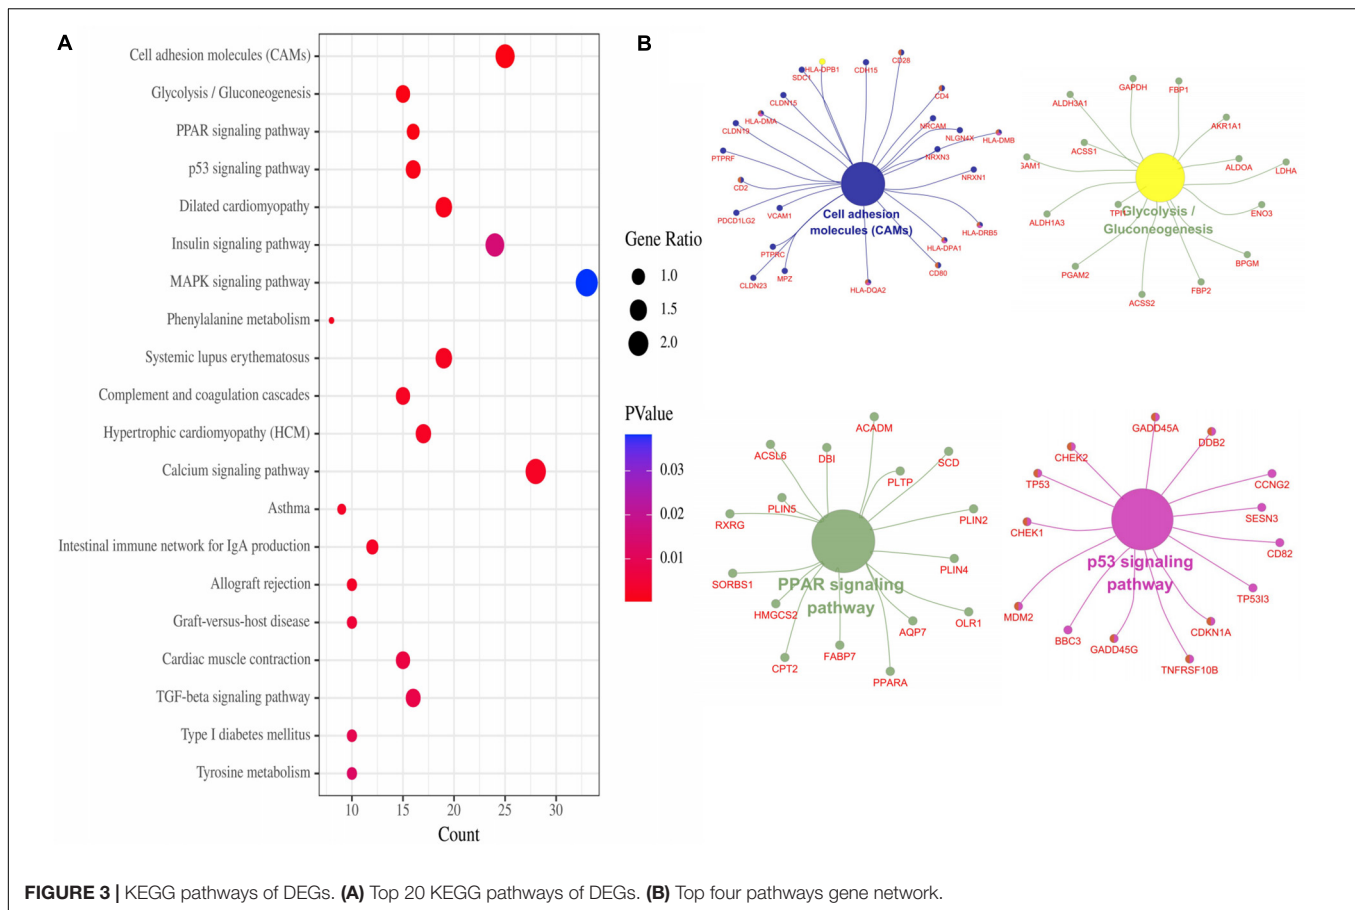 A
Cell adhesion molecules (CAMs)
Glycolysis / Gluconeogenesis
PPAR signaling pathway
p53 signaling pathway
Dilated cardiomyopathy
Insulin signaling pathway
MAPK signaling pathway
Phenylalanine metabolism
Systemic lupus erythematosus
Complement and coagulation cascades
Hypertrophic cardiomyopathy (HCM)
Calcium signaling pathway
Asthma
Intestinal immune network for IgA production
Allograft rejection
Graft-versus-host disease
Cardiac muscle contraction
TGF-beta signaling pathway
Type I diabetes mellitus
Tyrosine metabolism
10 15 20 25 30
Count
Gene Ratio
1.0
1.5
2.0
PValue
0.03
0.02
0.01
B
CD28
HLA-DPB1
CDH15
SDC1
CD4
CLDN15
HLA-DMA
NRCAM
CLDN19
NLGN4X
HLA-DMB
PTPRF
NRXN3
NRXN1
CD2
PDCD1LG2
VCAM1
Cell adhesion
molecules (CAMs)
HLA-DRB5
HLA-DPA1
PTPRC
CD80
MPZ
CLDN23
HLA-DQA2
GAPDH
FBP1
ALDH3A1
AKR1A1
ACSS1
GAM1
ALDOA
LDHA
ALDH1A3
ENO3
Glycolysis /
Gluconeogenesis
PGAM2
BPGM
FBP2
ACSS2
ACADM
ACSL6
DBI
SCD
PLTP
PLIN5
RXRG
PLIN2
PLIN4
SORBS1
PPAR signaling
pathway
HMGCS2
OLR1
AQP7
FABP7
CPT2
PPARA
GADD45A
DDB2
CHEK2
TP53
CCNG2
SESN3
CHEK1
CD82
p53 signaling
pathway
TP53I3
MDM2
CDKN1A
BBC3
GADD45G
TNFRSF10B
FIGURE 3 | KEGG pathways of DEGs. (A) Top 20 KEGG pathways of DEGs. (B) Top four pathways gene network.